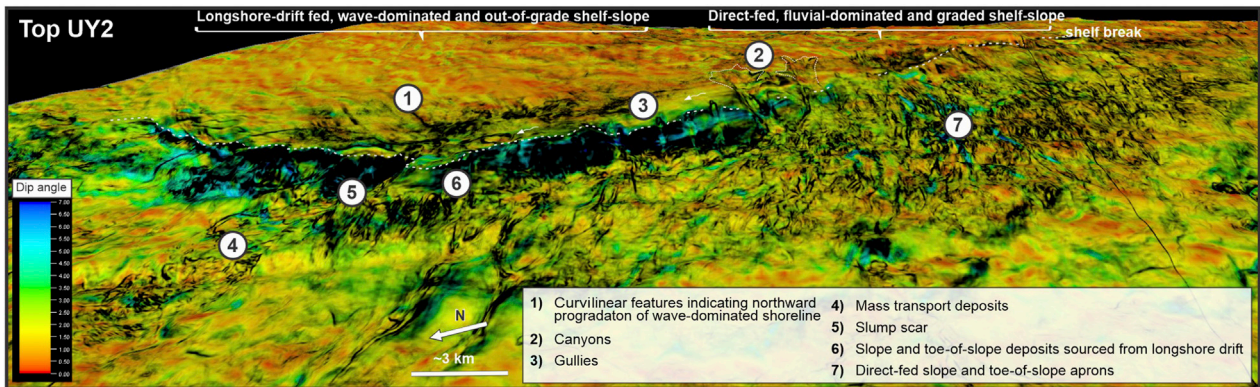 Top UY2
Longshore-drift fed, wave-dominated and out-of-grade shelf-slope
Direct-fed, fluvial-dominated and graded shelf-slope
shelf break
1
2
3
4
5
6
7
Dip angle
7.00
6.50
6.00
5.50
5.00
4.50
4.00
3.50
3.00
2.50
2.00
1.50
1.00
0.50
0.00
N
~3 km
1) Curvilinear features indicating northward
progradaton of wave-dominated shoreline
2) Canyons
3) Gullies
4) Mass transport deposits
5) Slump scar
6) Slope and toe-of-slope deposits sourced from longshore drift
7) Direct-fed slope and toe-of-slope aprons